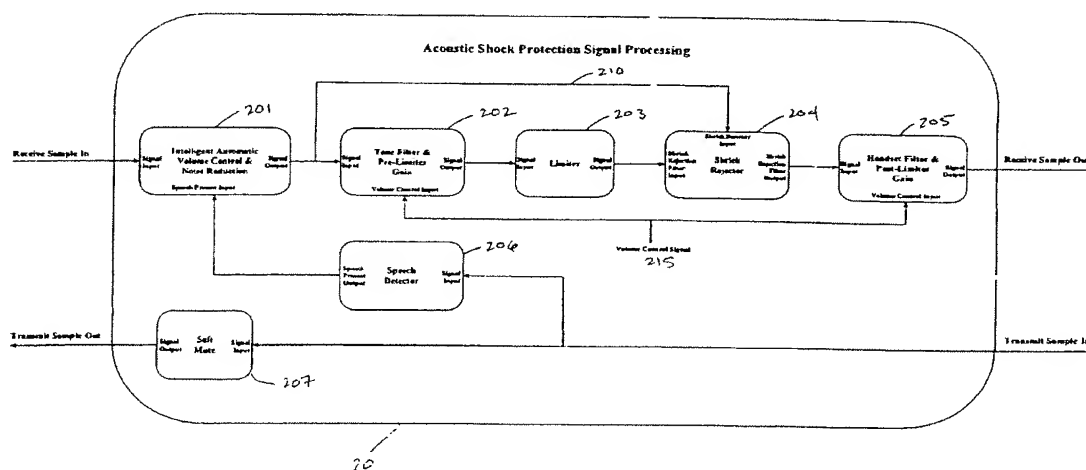 Acoustic Shock Protection Signal Processing
210
201
202
203
204
205
Receive Sample In
Signal Input
Intelligent Automatic Volume Control & Noise Reduction
Signal Output
Speech Present Input
Signal Input
Tone Filter & Pre-Limiter Gain
Signal Output
Volume Control Input
Signal Input
Limiter
Signal Output
Shriek Rejection Filter Input
Shriek Rejector
Shriek Rejection Filter Output
Input
Signal Input
Handset Filter & Post-Limiter Gain
Signal Output
Volume Control Input
Receive Sample Out
Volume Control Signal
215
206
Speech Present Output
Speech Detector
Signal Input
Transmit Sample Out
Signal Output
Soft Mute
Signal Input
Transmit Sample In
207
20